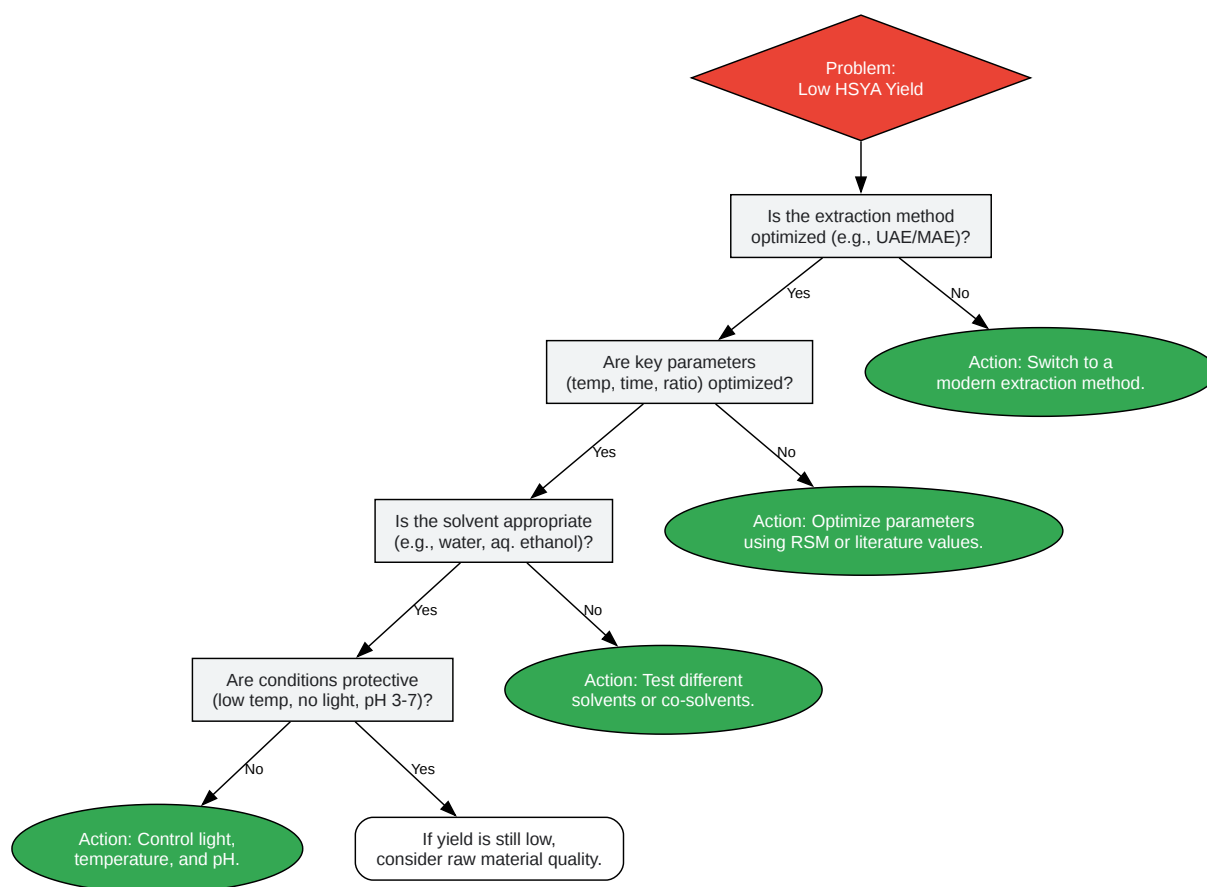 Problem:
Low HSYA Yield
Is the extraction method
optimized (e.g., UAE/MAE)?
Yes
No
Are key parameters
(temp, time, ratio) optimized?
Action: Switch to a
modern extraction method.
Yes
No
Is the solvent appropriate
(e.g., water, aq. ethanol)?
Action: Optimize parameters
using RSM or literature values.
Yes
No
Are conditions protective
(low temp, no light, pH 3-7)?
Action: Test different
solvents or co-solvents.
No
Yes
Action: Control light,
temperature, and pH.
If yield is still low,
consider raw material quality.